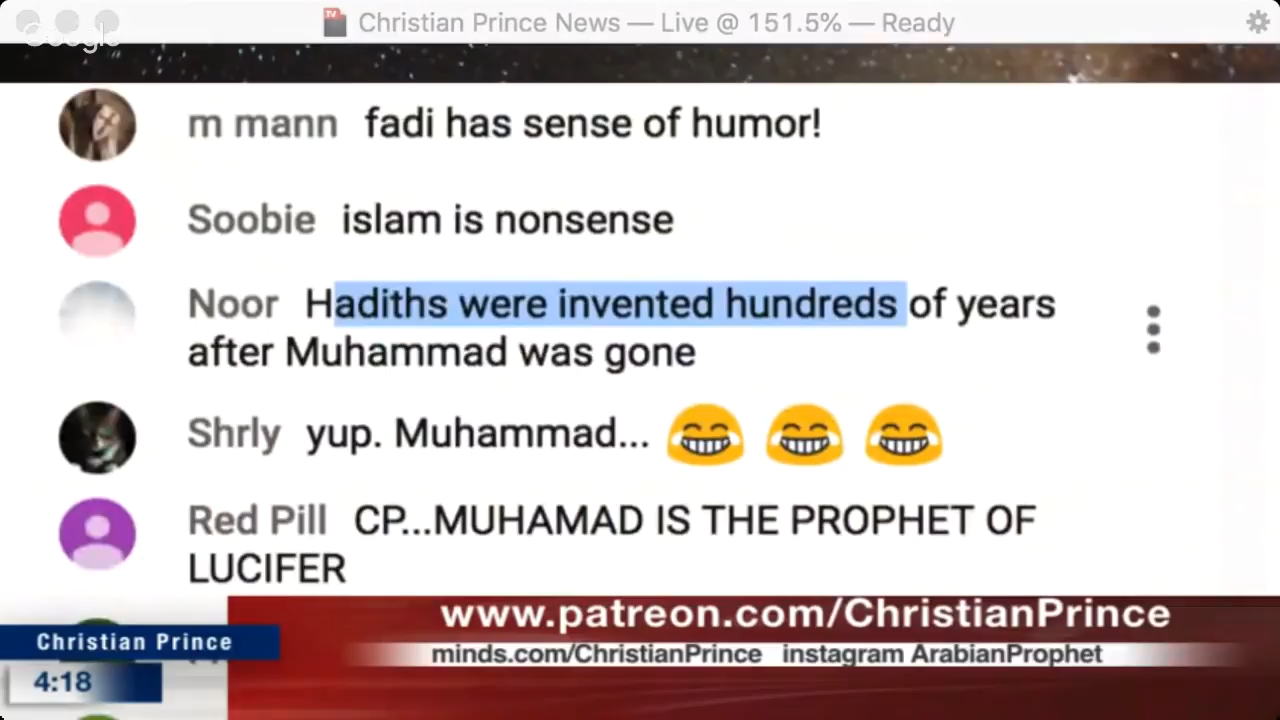 Christian Prince News — Live @ 151.5% — Ready
Google
m mann fadi has sense of humor!
Soobie islam is nonsense
Noor Hadiths were invented hundreds of years
after Muhammad was gone
Shrly yup. Muhammad...
Red Pill CP...MUHAMAD IS THE PROPHET OF
LUCIFER
www.patreon.com/ChristianPrince
Christian Prince
minds.com/ChristianPrince instagram ArabianProphet
4:18